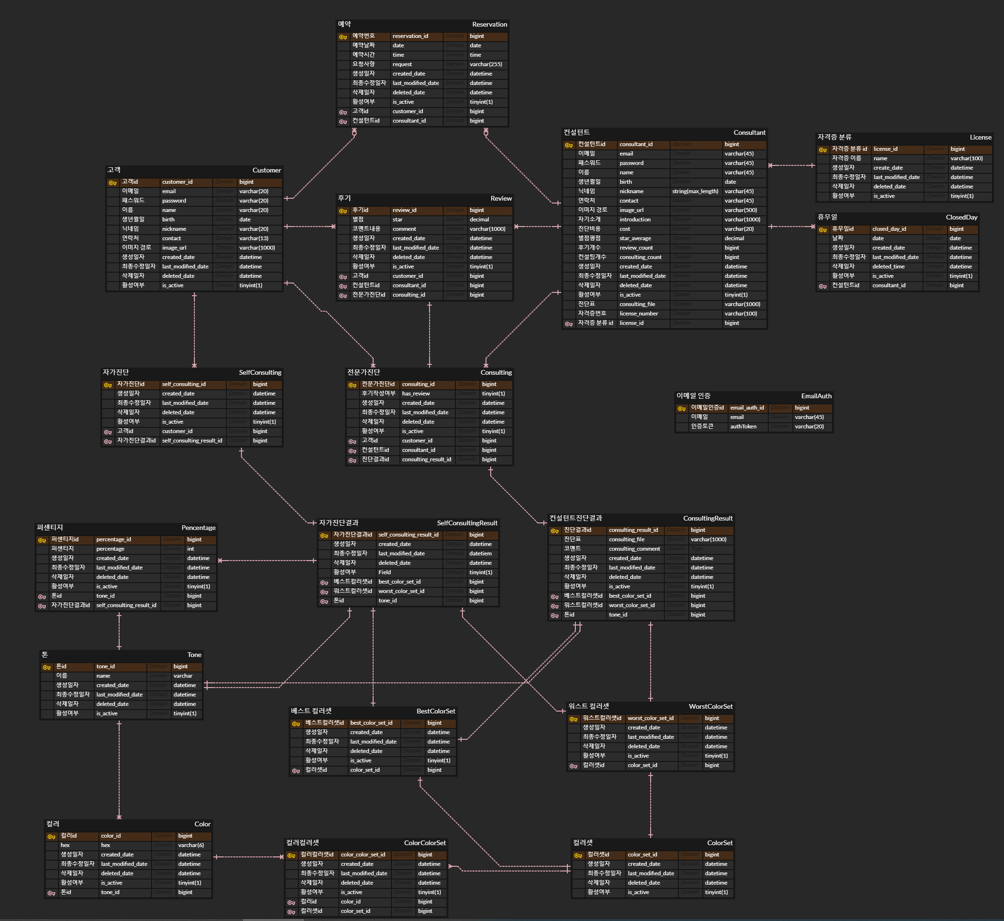 예약 Reservation
예약번호 reservation_id bigint
예약날짜 date date
예약시간 time time
요청사항 request varchar(255)
생성일자 created_date datetime
최종수정일자 last_modified_date datetime
삭제일자 deleted_date datetime
활성여부 is_active tinyint(1)
고객id customer_id bigint
컨설턴트id consultant_id bigint
컨설턴트 Consultant
컨설턴트id consultant_id bigint
이메일 email varchar(45)
패스워드 password varchar(45)
이름 name varchar(45)
생년월일 birth date
닉네임 nickname string(max_length)
연락처 contact varchar(45)
이미지 경로 image_url varchar(500)
자기소개 introduction varchar(1000)
진단비용 cost varchar(20)
별점평점 star_average decimal
후기개수 review_count bigint
컨설팅개수 consulting_count bigint
생성일자 created_date datetime
최종수정일자 last_modified_date datetime
삭제일자 deleted_date datetime
활성여부 is_active tinyint(1)
진단표 consulting_file varchar(1000)
자격증번호 license_number varchar(100)
자격증 분류 id license_id bigint
자격증 분류 License
자격증 분류 id license_id bigint
자격증 이름 name varchar(100)
생성일자 create_date datetime
최종수정일자 last_modified_date datetime
삭제일자 deleted_date datetime
활성여부 is_active tinyint(1)
휴무일 ClosedDay
휴무일id closed_day_id bigint
날짜 date date
생성일자 created_date datetime
최종수정일자 last_modified_date datetime
삭제일자 deleted_time datetime
활성여부 is_active tinyint(1)
컨설턴트id consultant_id bigint
고객 Customer
고객id customer_id bigint
이메일 email varchar(20)
패스워드 password varchar(20)
이름 name varchar(20)
생년월일 birth date
닉네임 nickname varchar(20)
연락처 contact varchar(13)
이미지 경로 image_url varchar(1000)
생성일자 created_date datetime
최종수정일자 last_modified_date datetime
삭제일자 deleted_date datetime
활성여부 is_active tinyint(1)
후기 Review
후기id review_id bigint
별점 star decimal
코멘트내용 comment varchar(1000)
생성일자 created_date datetime
최종수정일자 last_modified_date datetime
삭제일자 deleted_date datetime
활성여부 is_active tinyint(1)
고객id customer_id bigint
컨설턴트id consultant_id bigint
전문가진단id consulting_id bigint
자가진단 SelfConsulting
자가진단id self_consulting_id bigint
생성일자 created_date datetime
최종수정일자 last_modified_date datetime
삭제일자 deleted_date datetime
활성여부 is_active tinyint(1)
고객id customer_id bigint
자가진단결과id self_consulting_result_id bigint
전문가진단 Consulting
전문가진단id consulting_id bigint
후기작성여부 has_review tinyint(1)
생성일자 created_date datetime
최종수정일자 last_modified_date datetime
삭제일자 deleted_date datetime
활성여부 is_active tinyint(1)
고객id customer_id bigint
컨설턴트id consultant_id bigint
진단결과id consulting_result_id bigint
이메일 인증 EmailAuth
이메일인증id email_auth_id bigint
이메일 email varchar(45)
인증토큰 authToken varchar(20)
퍼센티지 Pencentage
퍼센티지id percentage_id bigint
퍼센티지 percentage int
생성일자 created_date datetime
최종수정일자 last_modified_date datetime
삭제일자 deleted_date datetime
활성여부 is_active tinyint(1)
톤id tone_id bigint
자가진단결과id self_consulting_result_id bigint
자가진단결과 SelfConsultingResult
자가진단결과id self_consulting_result_id bigint
생성일자 created_date datetime
최종수정일자 last_modified_date datetime
삭제일자 deleted_date datetime
활성여부 Field tinyint(1)
베스트컬러셋id best_color_set_id bigint
워스트컬러셋id worst_color_set_id bigint
톤id tone_id bigint
컨설턴트진단결과 ConsultingResult
진단결과id consulting_result_id bigint
진단표 consulting_file varchar(1000)
코멘트 consulting_comment
생성일자 created_date datetime
최종수정일자 last_modified_date datetime
삭제일자 deleted_date datetime
활성여부 is_active tinyint(1)
베스트컬러셋id best_color_set_id bigint
워스트컬러셋id worst_color_set_id bigint
톤id tone_id bigint
톤 Tone
톤id tone_id bigint
이름 name varchar
생성일자 created_date datetime
최종수정일자 last_modified_date datetime
삭제일자 deleted_date datetime
활성여부 is_active tinyint(1)
베스트 컬러셋 BestColorSet
베스트컬러셋id best_color_set_id bigint
생성일자 created_date datetime
최종수정일자 last_modified_date datetime
삭제일자 deleted_date datetime
활성여부 is_active tinyint(1)
컬러셋id color_set_id bigint
워스트 컬러셋 WorstColorSet
워스트컬러셋id worst_color_set_id bigint
생성일자 created_date datetime
최종수정일자 last_modified_date datetime
삭제일자 deleted_date datetime
활성여부 is_active tinyint(1)
컬러셋id color_set_id bigint
컬러 Color
컬러id color_id bigint
hex hex varchar(6)
생성일자 created_date datetime
최종수정일자 last_modified_date datetime
삭제일자 deleted_date datetime
활성여부 is_active tinyint(1)
톤id tone_id bigint
컬러컬러셋 ColorColorSet
컬러컬러셋id color_color_set_id bigint
생성일자 created_date datetime
최종수정일자 last_modified_date datetime
삭제일자 deleted_date datetime
활성여부 is_active tinyint(1)
컬러id color_id bigint
컬러셋id color_set_id bigint
컬러셋 ColorSet
컬러셋id color_set_id bigint
생성일자 created_date datetime
최종수정일자 last_modified_date datetime
삭제일자 deleted_date datetime
활성여부 is_active tinyint(1)